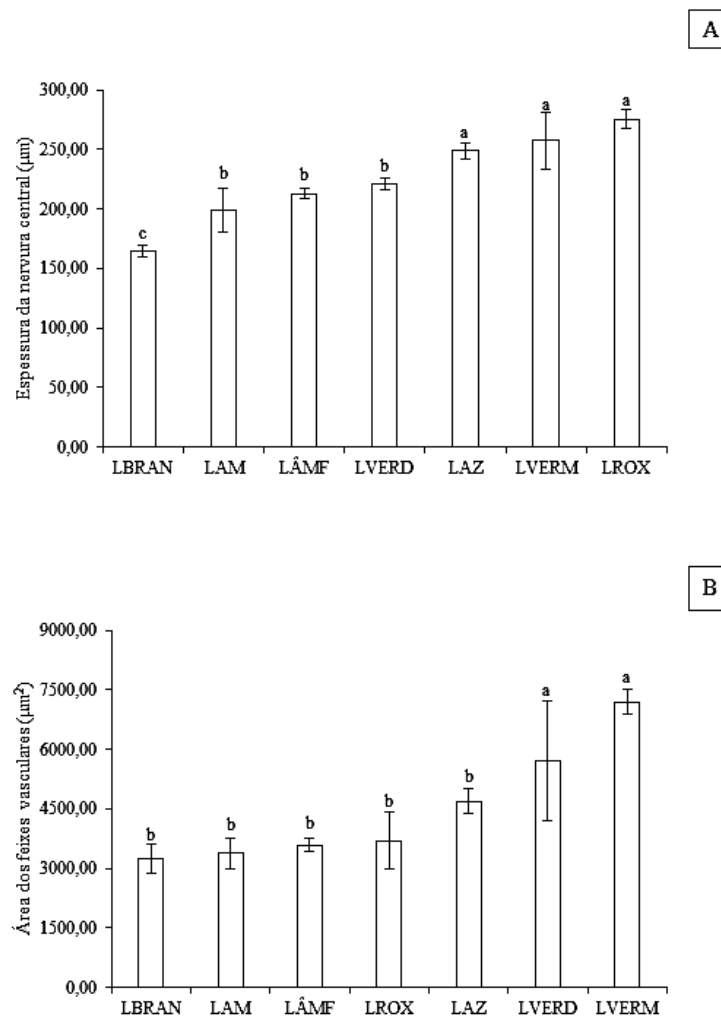 A
Espessura da nervura central (µm)
300,00
250,00
200,00
150,00
100,00
50,00
0,00
c
b
b
b
a
a
a
LBRAN LAM LÂMF LVERD LAZ LVERM LROX
B
Área dos feixes vasculares (µm²)
9000,00
7500,00
6000,00
4500,00
3000,00
1500,00
0,00
b
b
b
b
b
a
a
LBRAN LAM LÂMF LROX LAZ LVERD LVERM